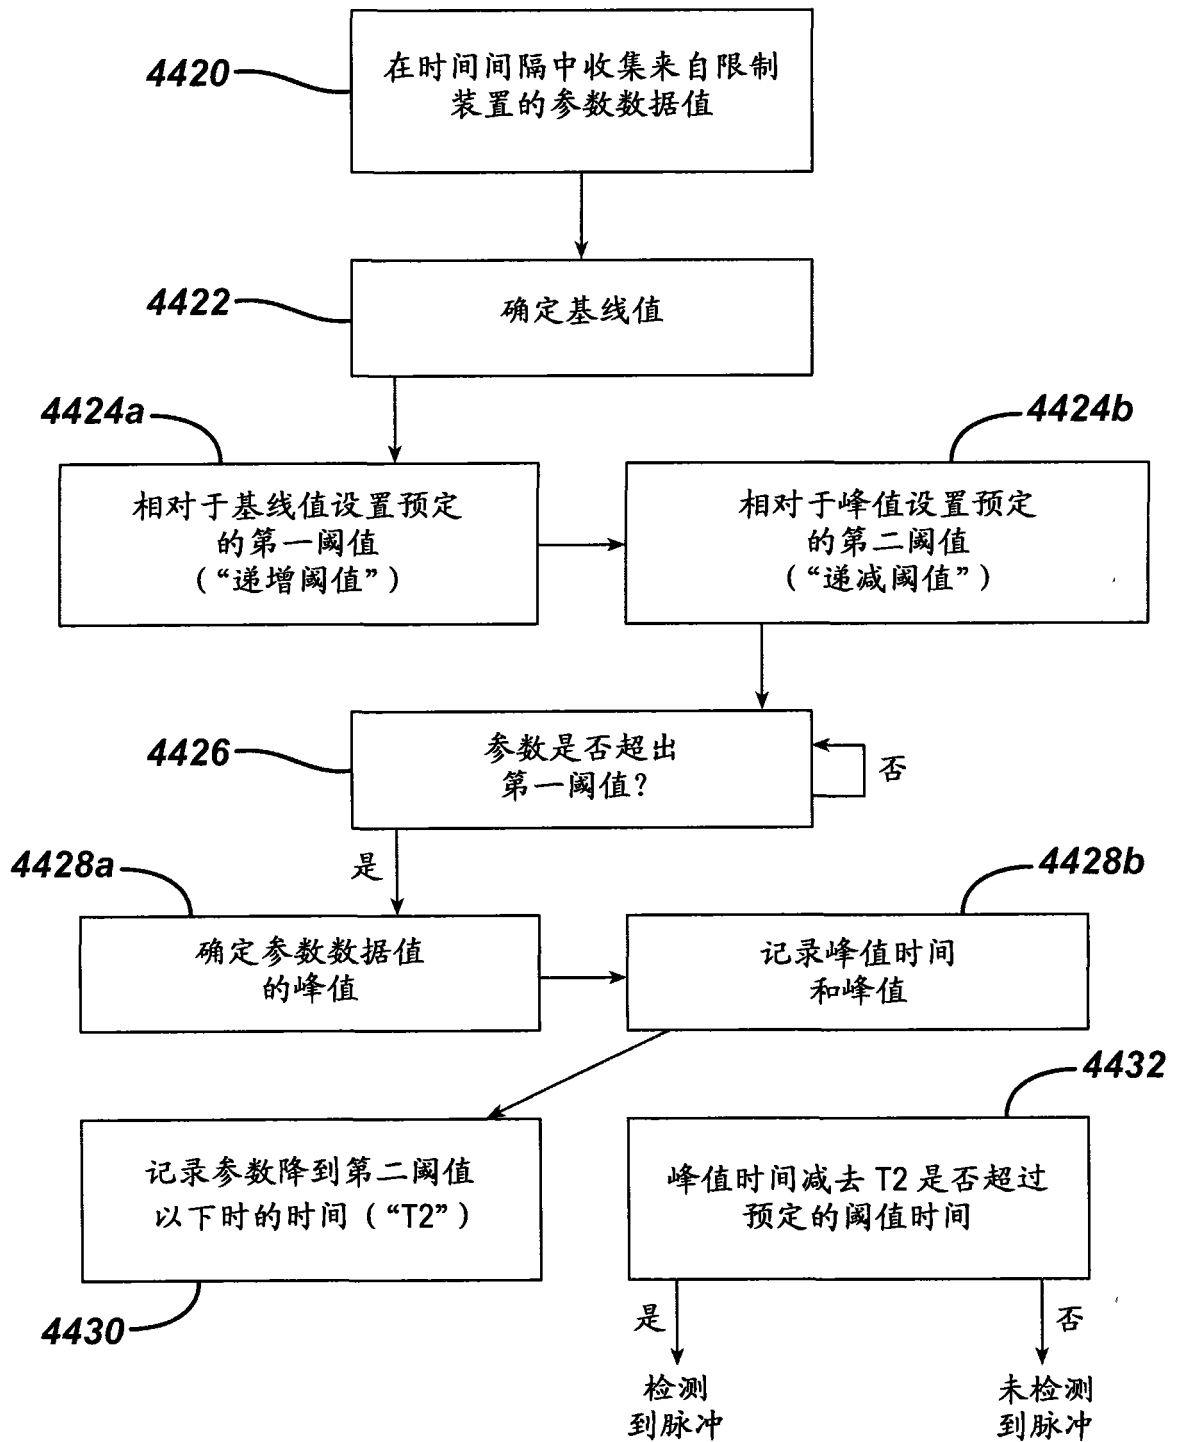 4420
在时间间隔中收集来自限制
装置的参数数据值
4422
确定基线值
4424a
相对于基线值设置预定
的第一阈值
(“递增阈值”)
4424b
相对于峰值设置预定
的第二阈值
(“递减阈值”)
4426
参数是否超出
第一阈值?
否
是
4428a
确定参数数据值
的峰值
4428b
记录峰值时间
和峰值
4430
记录参数降到第二阈值
以下时的时间(“T2”)
4432
峰值时间减去 T2 是否超过
预定的阈值时间
是
否
检测
到脉冲
未检测
到脉冲